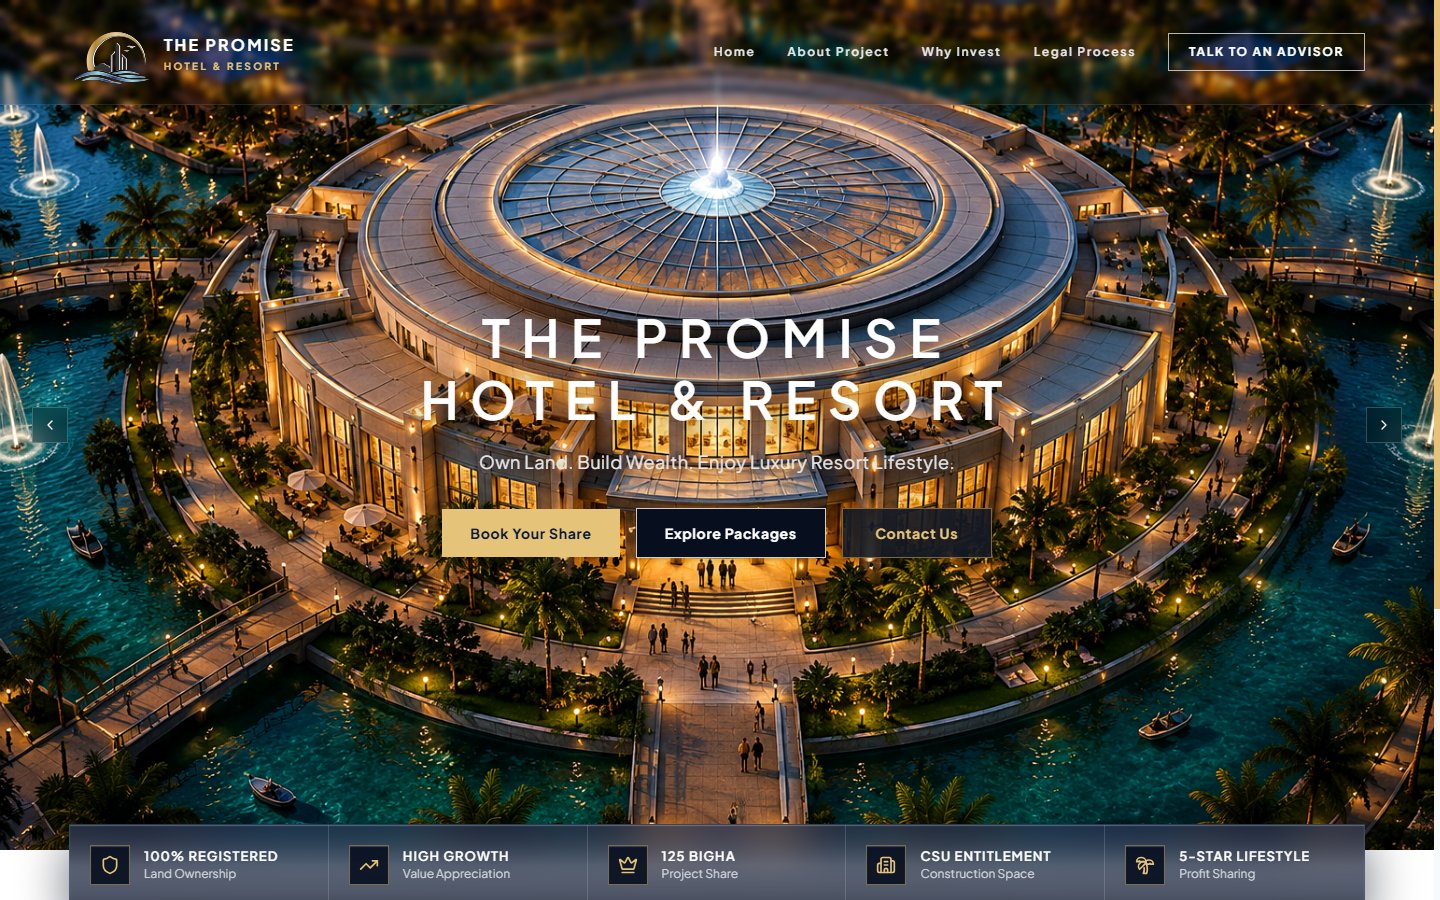 THE PROMISE
HOTEL & RESORT
Home
About Project
Why Invest
Legal Process
TALK TO AN ADVISOR
THE PROMISE
HOTEL & RESORT
Own Land. Build Wealth. Enjoy Luxury Resort Lifestyle.
Book Your Share
Explore Packages
Contact Us
100% REGISTERED
Land Ownership
HIGH GROWTH
Value Appreciation
125 BIGHA
Project Share
CSU ENTITLEMENT
Construction Space
5-STAR LIFESTYLE
Profit Sharing